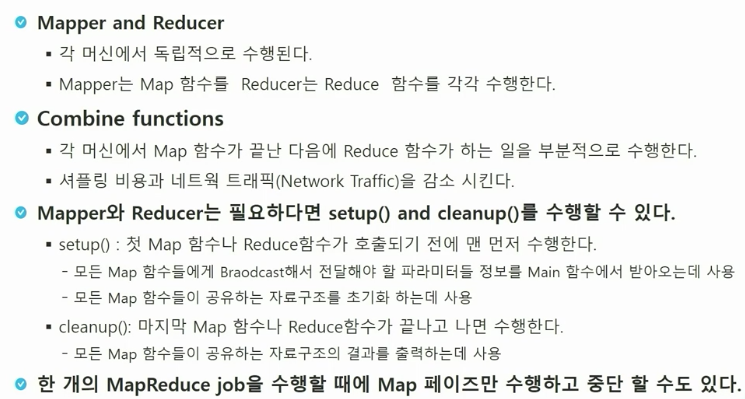 Mapper and Reducer
각 머신에서 독립적으로 수행된다.
Mapper는 Map 함수를 Reducer는 Reduce 함수를 각각 수행한다.
Combine functions
각 머신에서 Map 함수가 끝난 다음에 Reduce 함수가 하는 일을 부분적으로 수행한다.
셔플링 비용과 네트웍 트래픽(Network Traffic)을 감소 시킨다.
Mapper와 Reducer는 필요하다면 setup() and cleanup()를 수행할 수 있다.
setup() : 첫 Map 함수나 Reduce함수가 호출되기 전에 맨 먼저 수행한다.
- 모든 Map 함수들에게 Braodcast해서 전달해야 할 파라미터들 정보를 Main 함수에서 받아오는데 사용
- 모든 Map 함수들이 공유하는 자료구조를 초기화 하는데 사용
cleanup(): 마지막 Map 함수나 Reduce함수가 끝나고 나면 수행한다.
- 모든 Map 함수들이 공유하는 자료구조의 결과를 출력하는데 사용
한 개의 MapReduce job을 수행할 때에 Map 페이즈만 수행하고 중단 할 수도 있다.